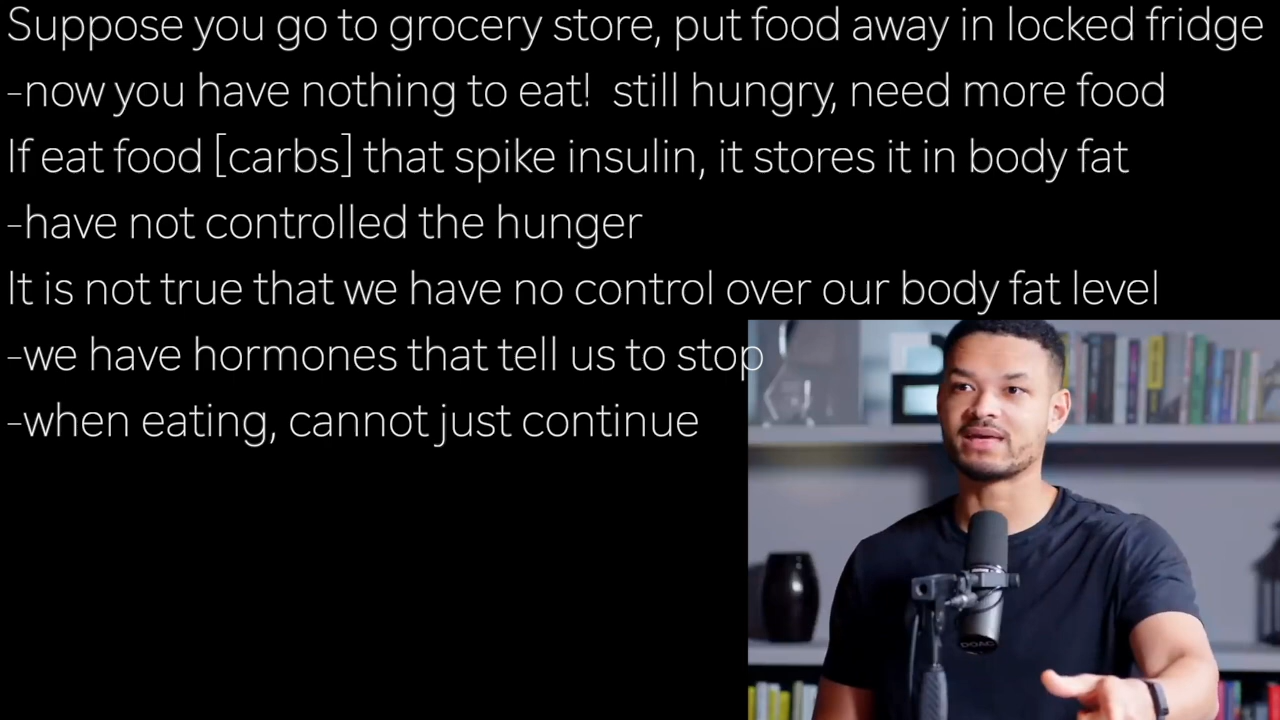 Suppose you go to grocery store, put food away in locked fridge
-now you have nothing to eat!  still hungry, need more food
If eat food [carbs] that spike insulin, it stores it in body fat
-have not controlled the hunger
It is not true that we have no control over our body fat level
-we have hormones that tell us to stop
-when eating, cannot just continue
DOAC